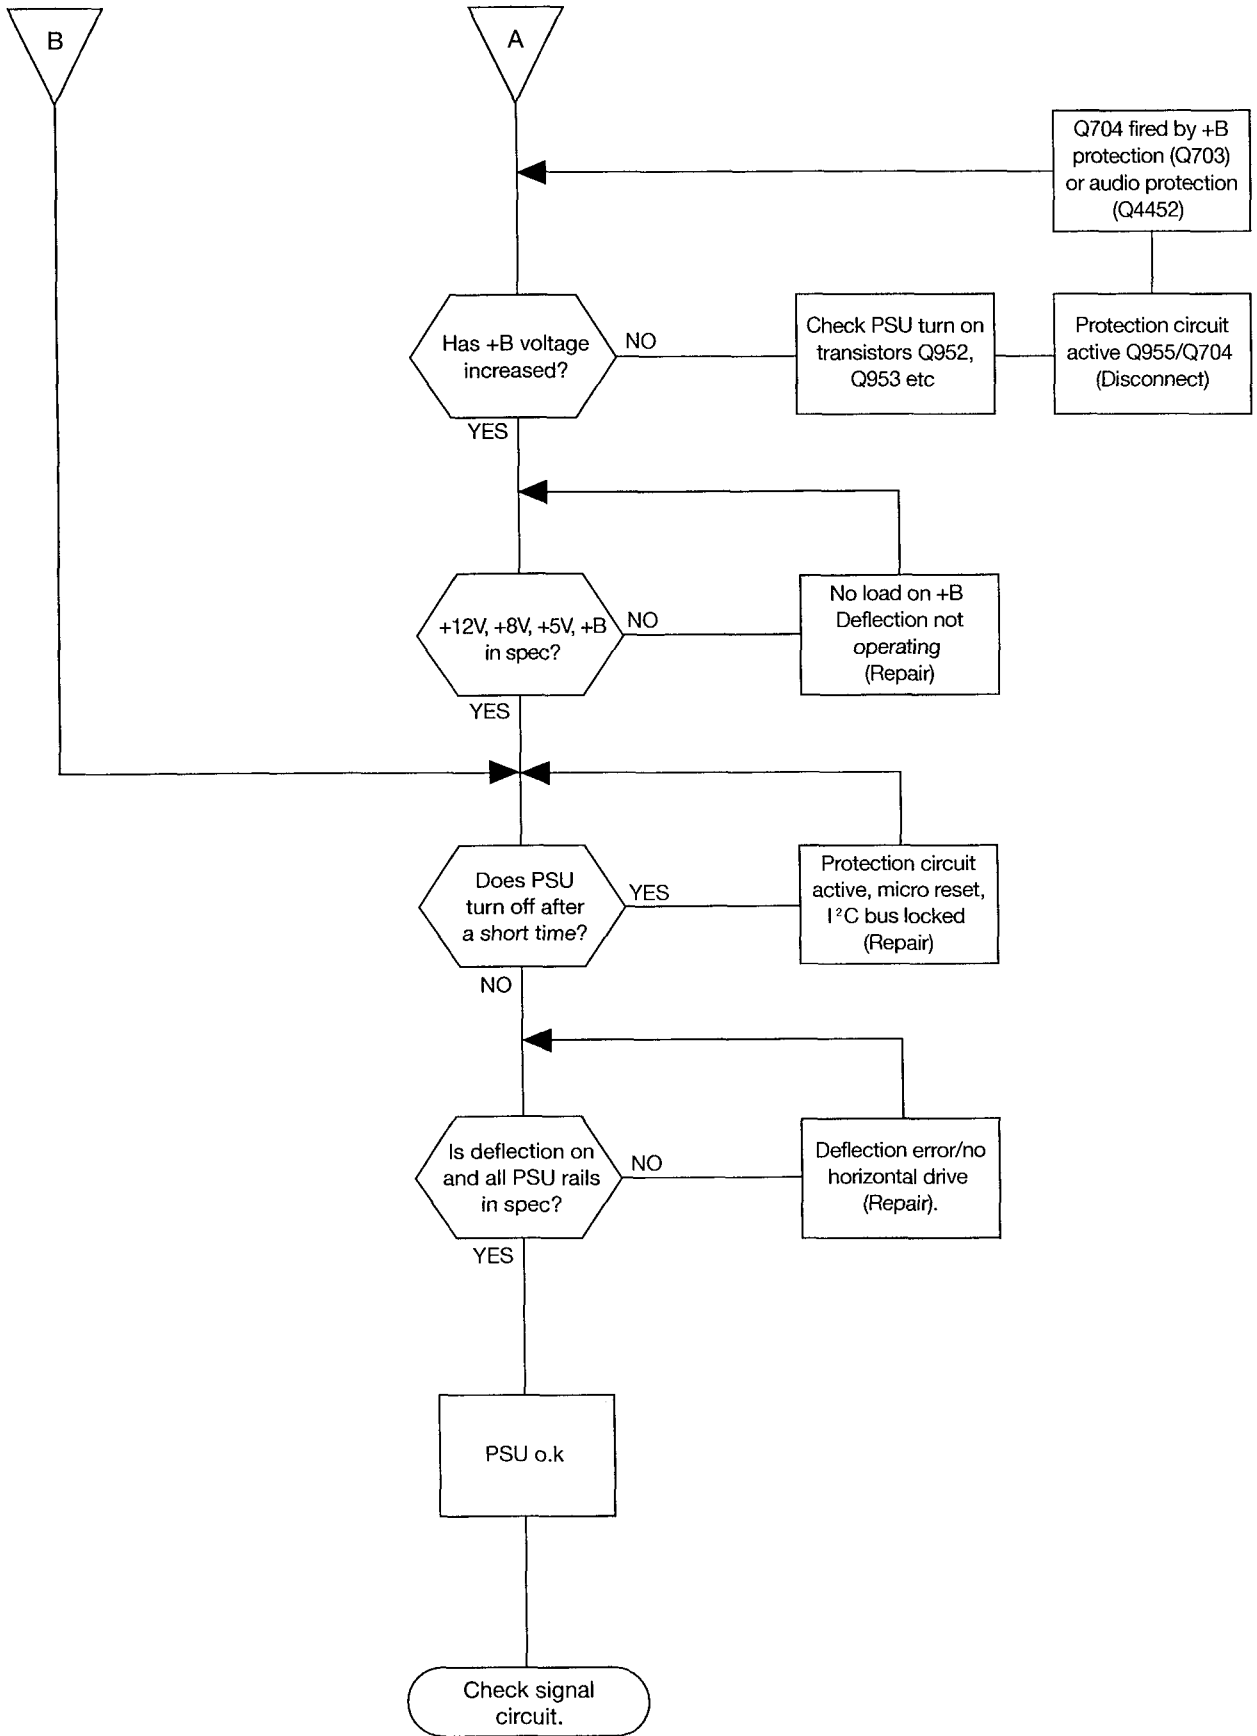 B
A
Q704 fired by +B
protection (Q703)
or audio protection
(Q4452)
Has +B voltage
increased?
NO
Check PSU turn on
transistors Q952,
Q953 etc
Protection circuit
active Q955/Q704
(Disconnect)
YES
+12V, +8V, +5V, +B
in spec?
NO
No load on +B
Deflection not
operating
(Repair)
YES
Does PSU
turn off after
a short time?
YES
Protection circuit
active, micro reset,
I²C bus locked
(Repair)
NO
Is deflection on
and all PSU rails
in spec?
NO
Deflection error/no
horizontal drive
(Repair).
YES
PSU o.k
Check signal
circuit.